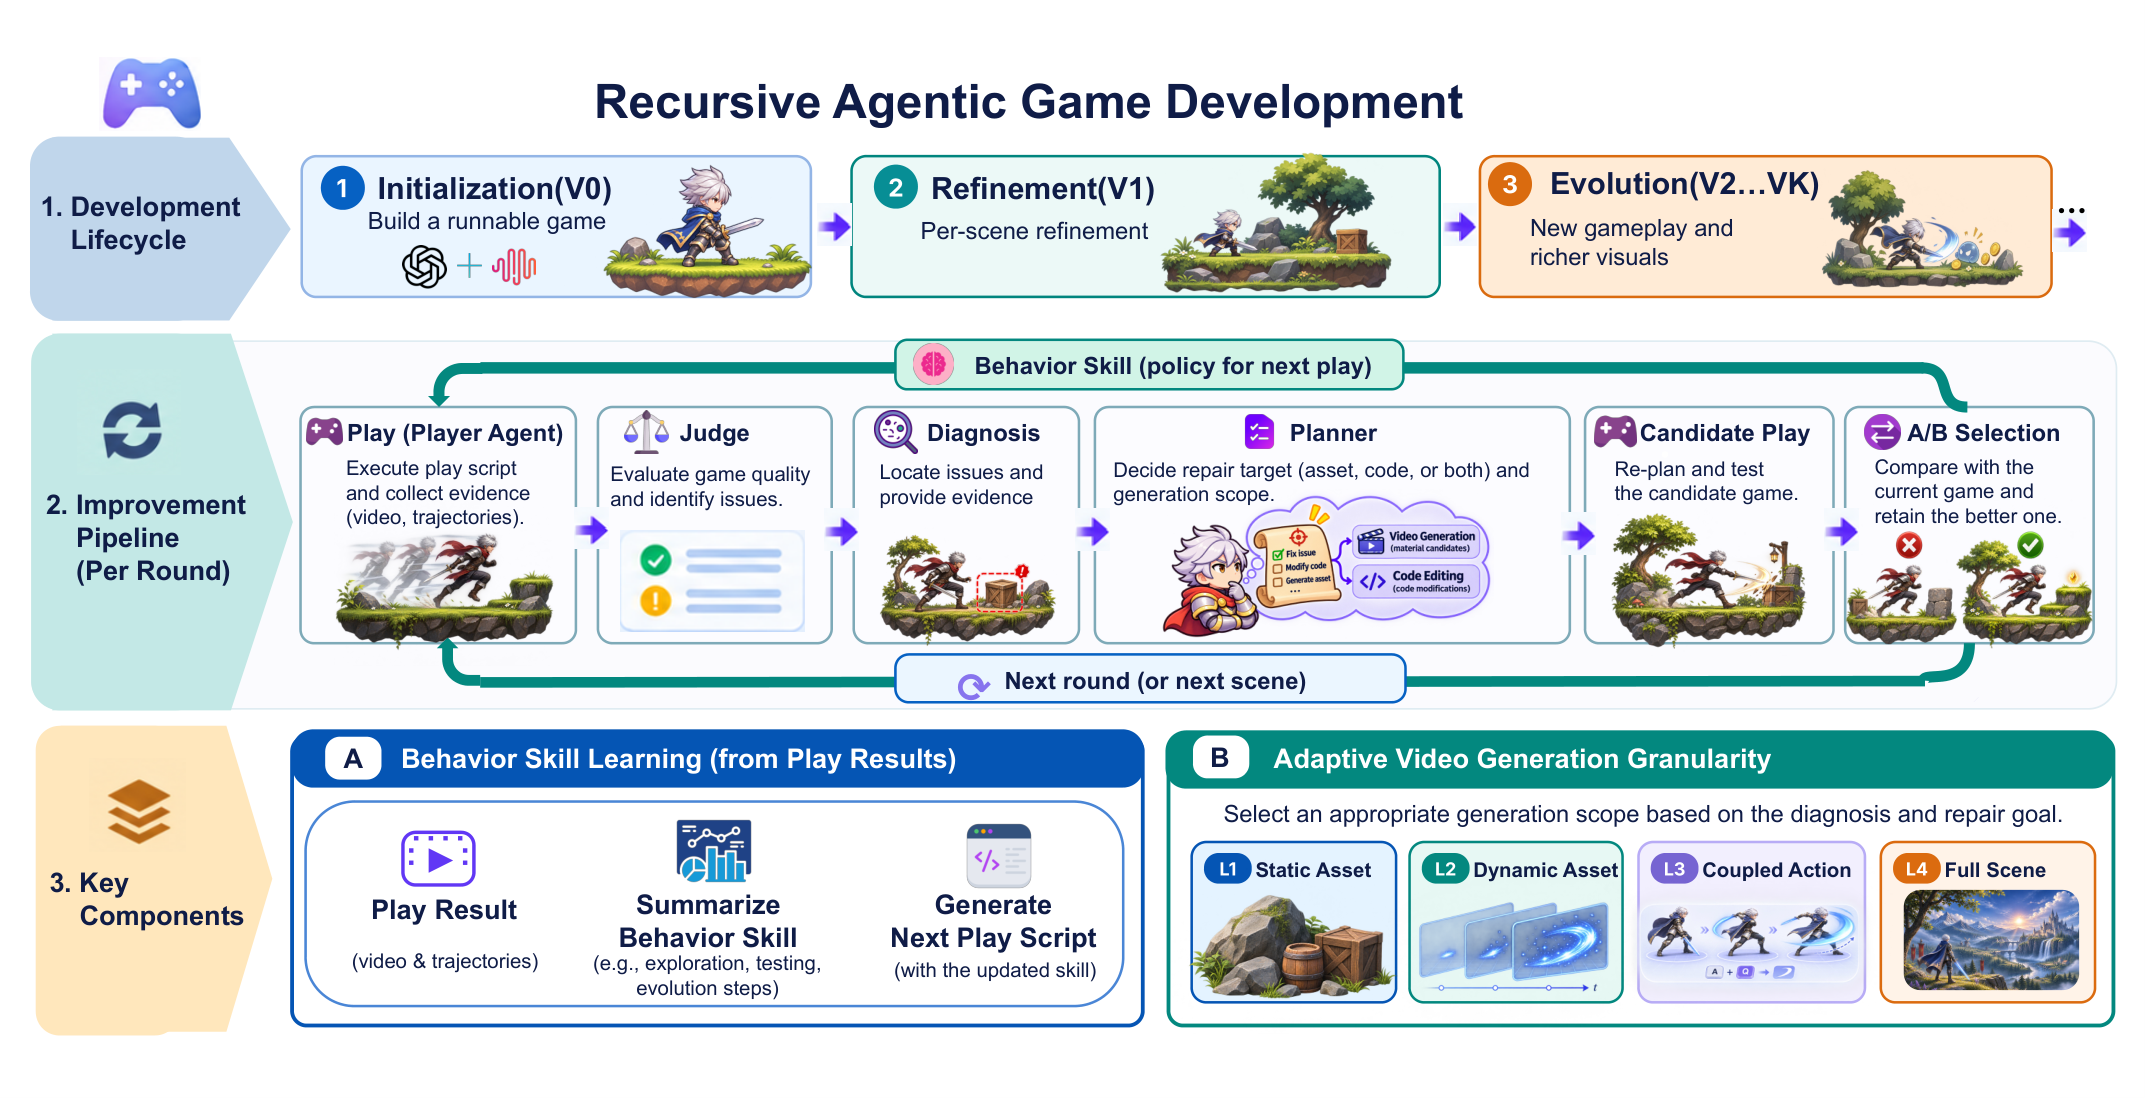 Recursive Agentic Game Development
1. Development
Lifecycle
1 Initialization(V0)
Build a runnable game
2 Refinement(V1)
Per-scene refinement
3 Evolution(V2...VK)
New gameplay and
richer visuals
...
2. Improvement
Pipeline
(Per Round)
Behavior Skill (policy for next play)
Play (Player Agent)
Execute play script
and collect evidence
(video, trajectories).
Judge
Evaluate game quality
and identify issues.
Diagnosis
Locate issues and
provide evidence
Planner
Decide repair target (asset, code, or both) and
generation scope.
Fix issue
Modify code
Generate asset
...
Video Generation
(material candidates)
Code Editing
(code modifications)
Candidate Play
Re-plan and test
the candidate game.
A/B Selection
Compare with the
current game and
retain the better one.
Next round (or next scene)
3. Key
Components
A Behavior Skill Learning (from Play Results)
Play Result
(video & trajectories)
Summarize
Behavior Skill
(e.g., exploration, testing,
evolution steps)
Generate
Next Play Script
(with the updated skill)
B Adaptive Video Generation Granularity
Select an appropriate generation scope based on the diagnosis and repair goal.
L1 Static Asset
L2 Dynamic Asset
t
L3 Coupled Action
A + Q
L4 Full Scene